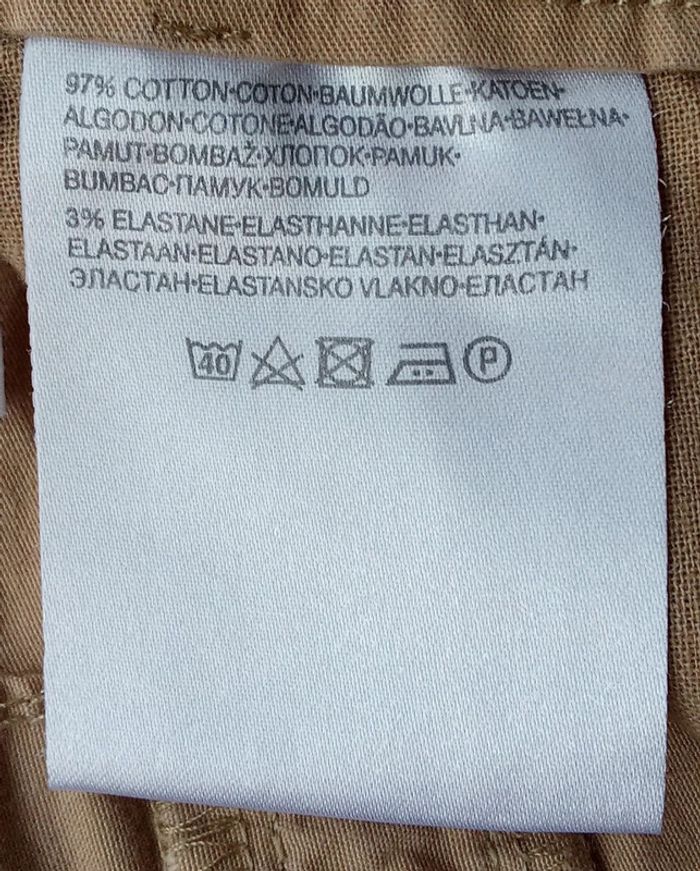 97% COTTON•COTON•BAUMWOLLE•KATOEN•
ALGODON•COTONE•ALGODÃO•BAVLNA•BAWEŁNA•
PAMUT•BOMBAŽ•ХЛОПОК•PAMUK•
BUMBAC•ПАМУК•BOMULD
3% ELASTANE•ELASTHANNE•ELASTHAN•
ELASTAAN•ELASTANO•ELASTAN•ELASZTÁN•
ЭЛАСТАН•ELASTANSKO VLAKNO•ЕЛАСТАН
40 P